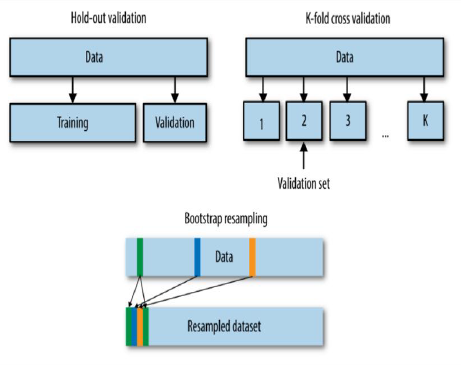 Hold-out validation
Data
Training
Validation
K-fold cross validation
Data
1
2
3
...
K
Validation set
Bootstrap resampling
Data
Resampled dataset